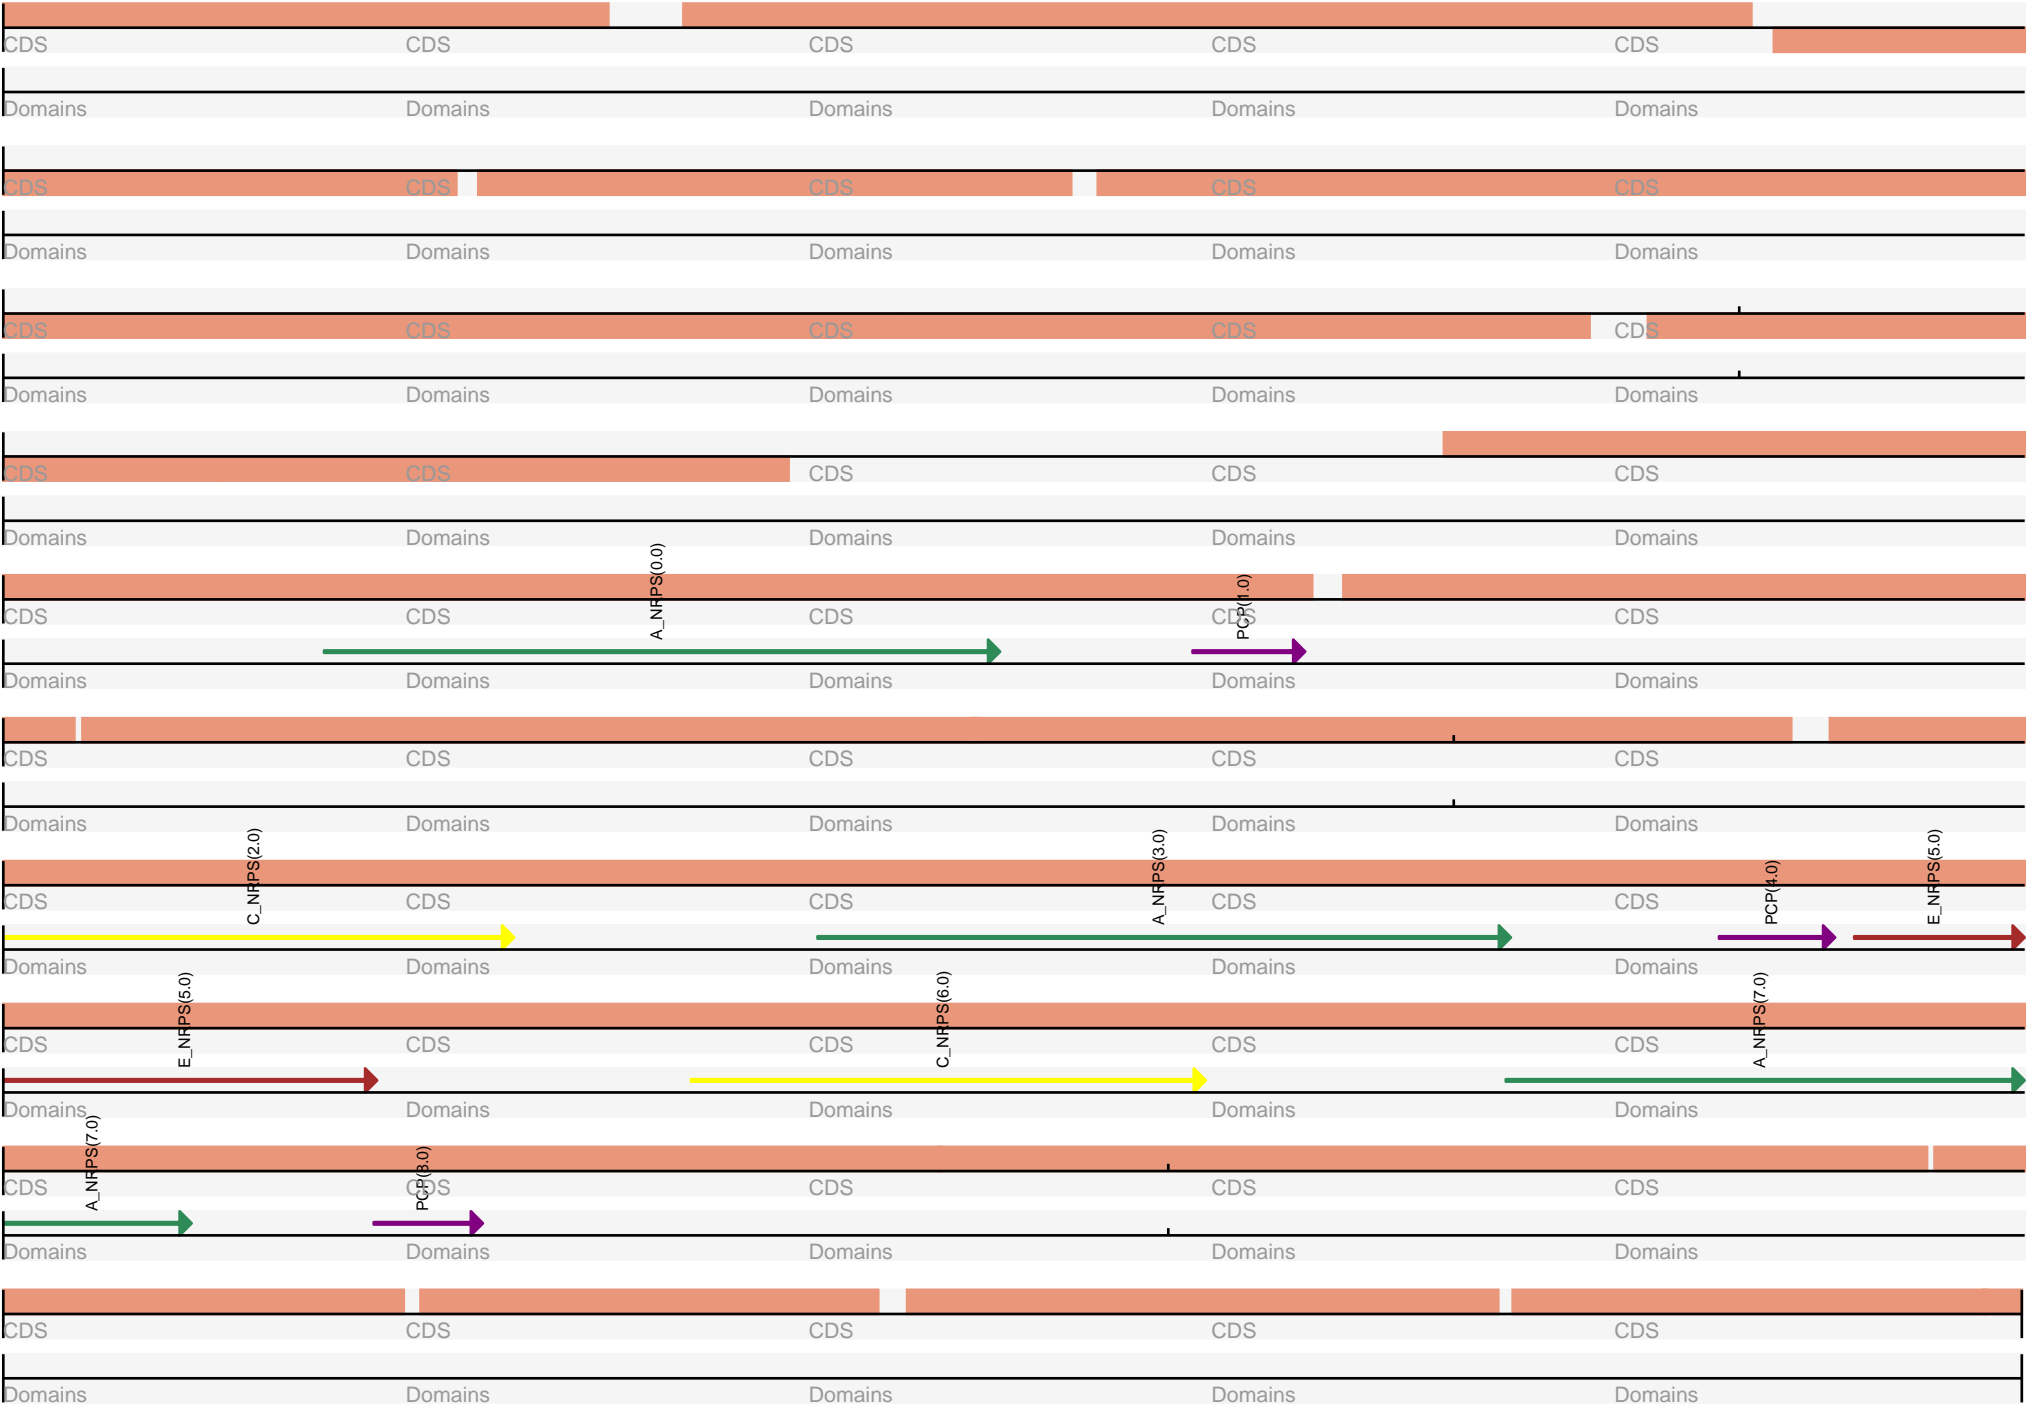 CDS CDS CDS CDS CDS
Domains Domains Domains Domains Domains
CDS CDS CDS CDS CDS
Domains Domains Domains Domains Domains
CDS CDS CDS CDS CDS
Domains Domains Domains Domains Domains
CDS CDS CDS CDS CDS
Domains Domains Domains Domains Domains
A_NRPS(0.0) PCP(1.0)
CDS CDS CDS CDS CDS
Domains Domains Domains Domains Domains
CDS CDS CDS CDS CDS
Domains Domains Domains Domains Domains
C_NRPS(2.0) A_NRPS(3.0) PCP(4.0) E_NRPS(5.0)
CDS CDS CDS CDS CDS
Domains Domains Domains Domains Domains
E_NRPS(5.0) C_NRPS(6.0) A_NRPS(7.0)
CDS CDS CDS CDS CDS
Domains Domains Domains Domains Domains
A_NRPS(7.0) PCP(8.0)
CDS CDS CDS CDS CDS
Domains Domains Domains Domains Domains
CDS CDS CDS CDS CDS
Domains Domains Domains Domains Domains